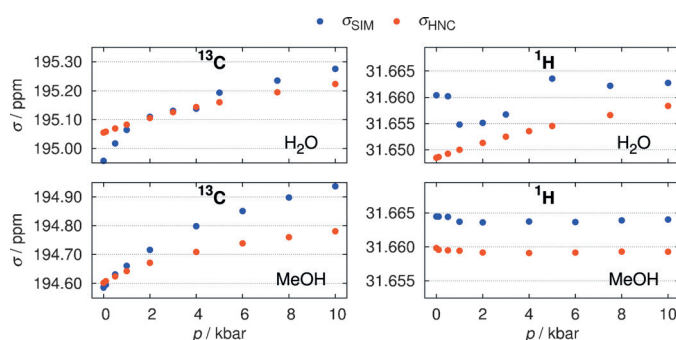 σSIM σHNC
13C
σ / ppm
195.30
195.20
195.10
195.00
H2O
1H
31.665
31.655
31.650
H2O
13C
σ / ppm
194.90
194.80
194.70
194.60
MeOH
0 2 4 6 8 10
p / kbar
1H
31.665
31.660
31.655
MeOH
0 2 4 6 8 10
p / kbar